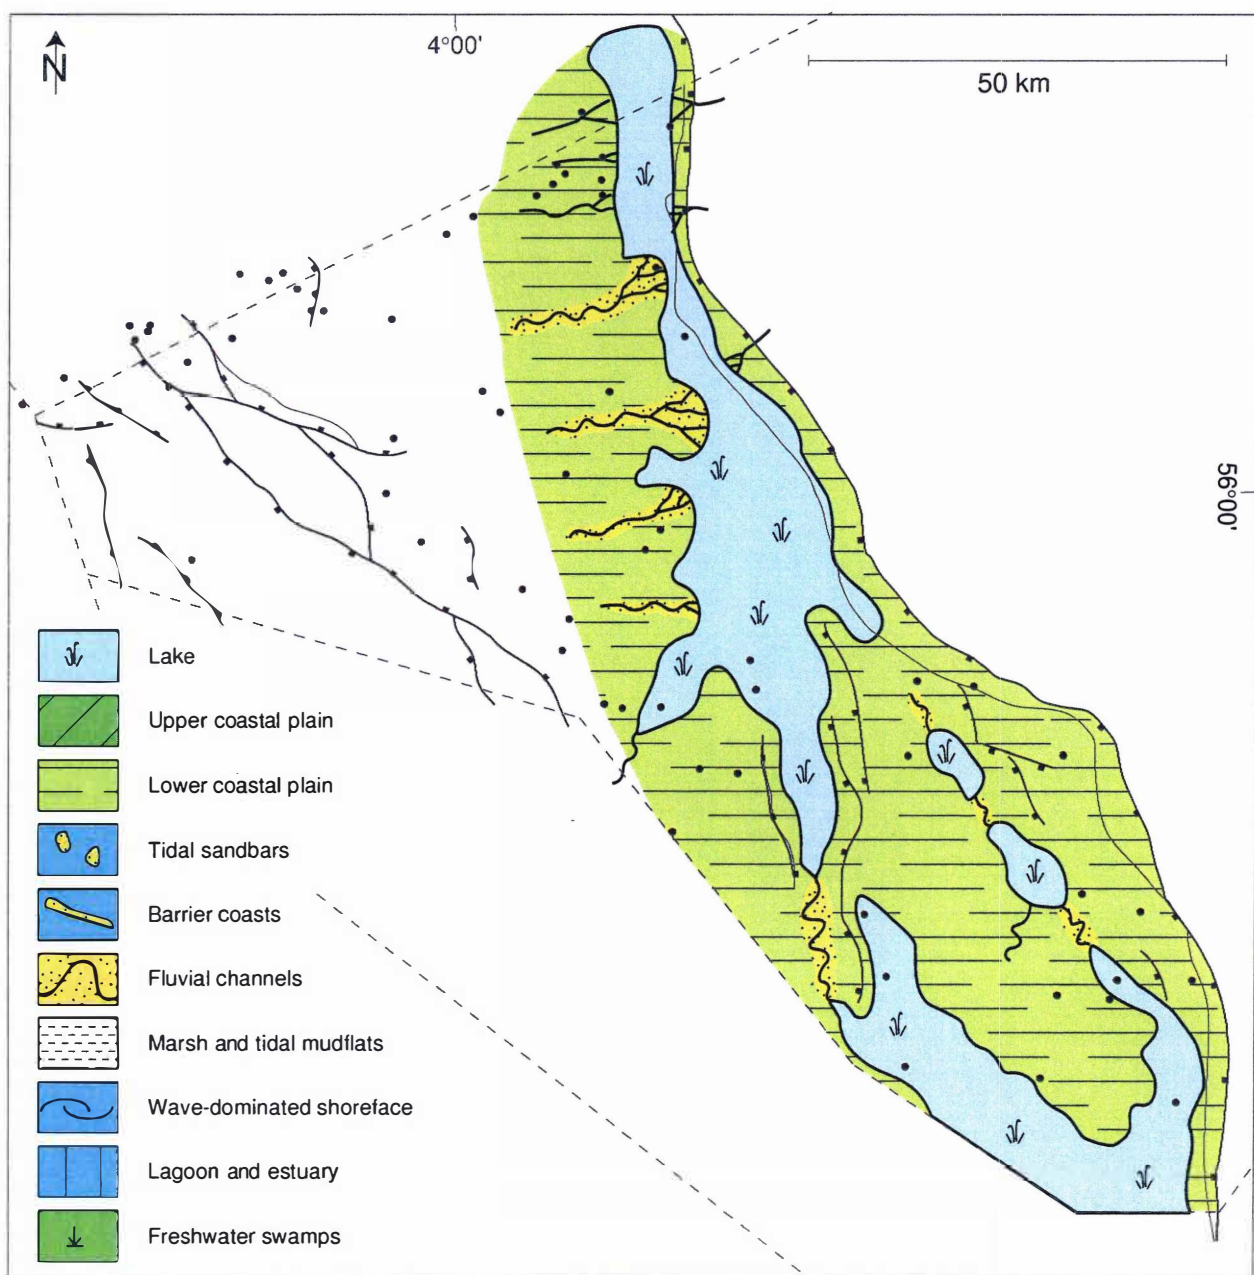 N
4°00'
50 km
56°00'
Lake
Upper coastal plain
Lower coastal plain
Tidal sandbars
Barrier coasts
Fluvial channels
Marsh and tidal mudflats
Wave-dominated shoreface
Lagoon and estuary
Freshwater swamps